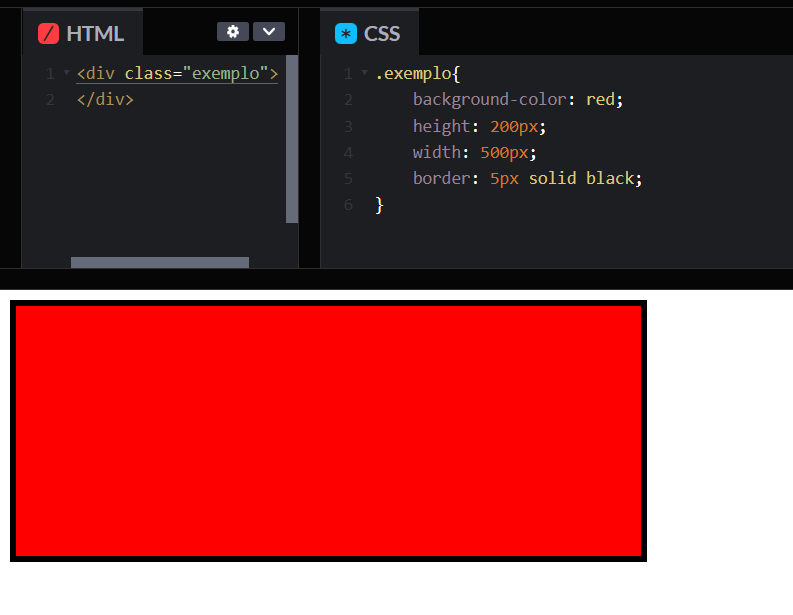 HTML
1 <div class="exemplo">
2 </div>
CSS
1 .exemplo{
2 background-color: red;
3 height: 200px;
4 width: 500px;
5 border: 5px solid black;
6 }